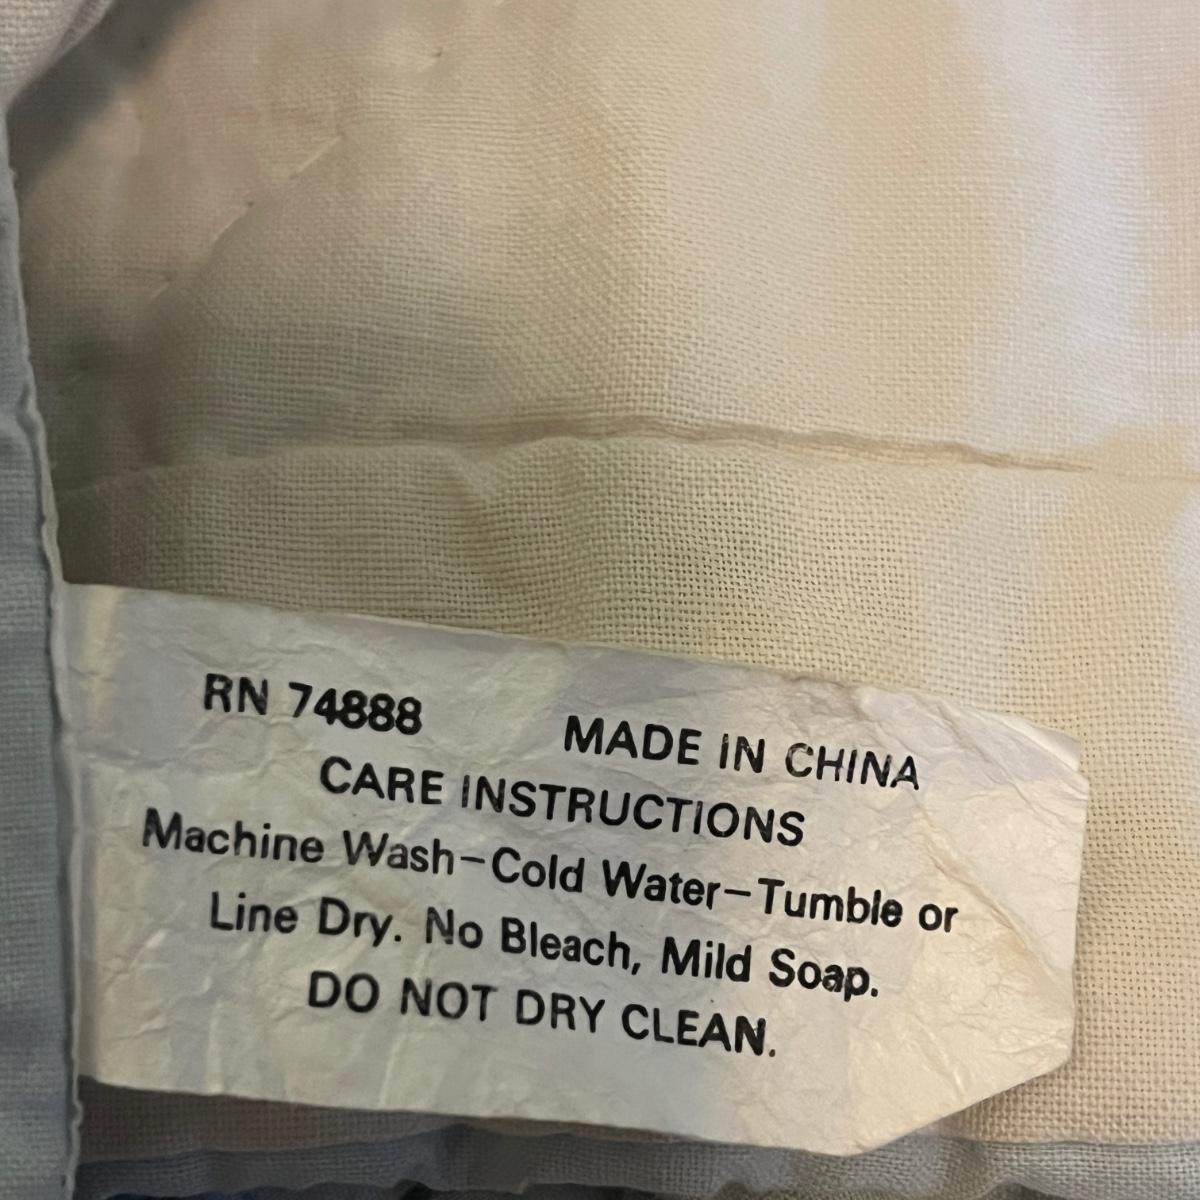 RN 74888 MADE IN CHINA
CARE INSTRUCTIONS
Machine Wash–Cold Water–Tumble or
Line Dry. No Bleach, Mild Soap.
DO NOT DRY CLEAN.